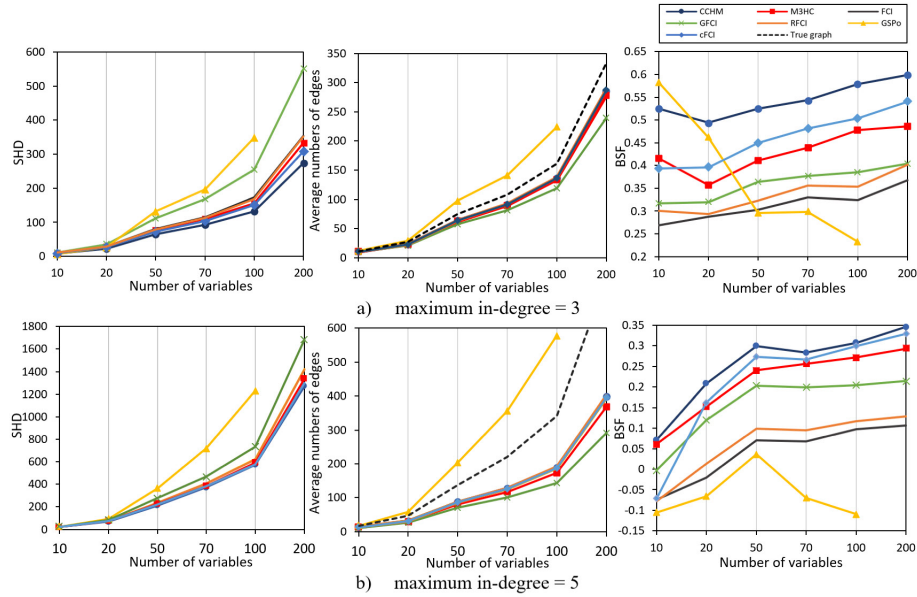 CCHM M3HC FCI
GFCI RFCI GSPo
cFCI True graph
600
500
400
300
200
100
0
SHD
10 20 50 70 100 200
Number of variables
350
300
250
200
150
100
50
0
Average numbers of edges
10 20 50 70 100 200
Number of variables
0.65
0.6
0.55
0.5
0.45
0.4
0.35
0.3
0.25
0.2
BSF
10 20 50 70 100 200
Number of variables
a) maximum in-degree = 3
1800
1600
1400
1200
1000
800
600
400
200
0
SHD
10 20 50 70 100 200
Number of variables
600
500
400
300
200
100
0
Average numbers of edges
10 20 50 70 100 200
Number of variables
0.35
0.3
0.25
0.2
0.15
0.1
0.05
0
-0.05
-0.1
-0.15
BSF
10 20 50 70 100 200
Number of variables
b) maximum in-degree = 5